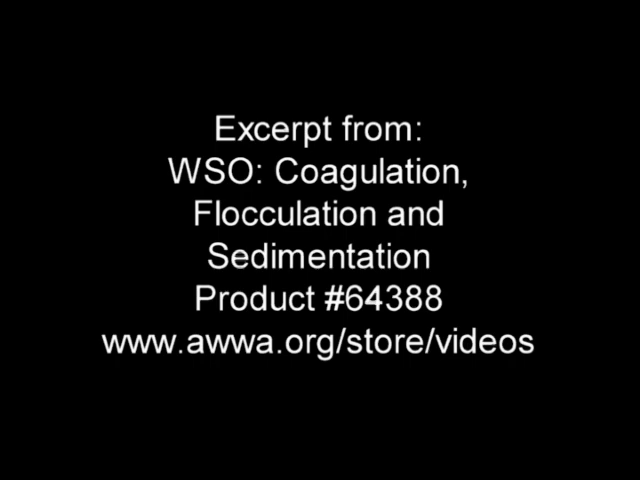 Excerpt from:
WSO: Coagulation,
Flocculation and
Sedimentation
Product #64388
www.awwa.org/store/videos